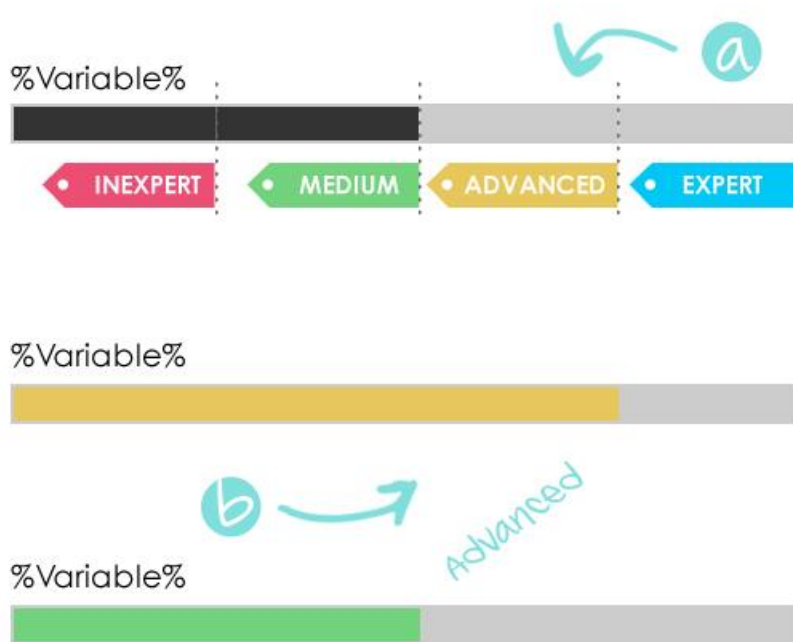 a
%Variable%
INEXPERT MEDIUM ADVANCED EXPERT
%Variable%
b
Advanced
%Variable%